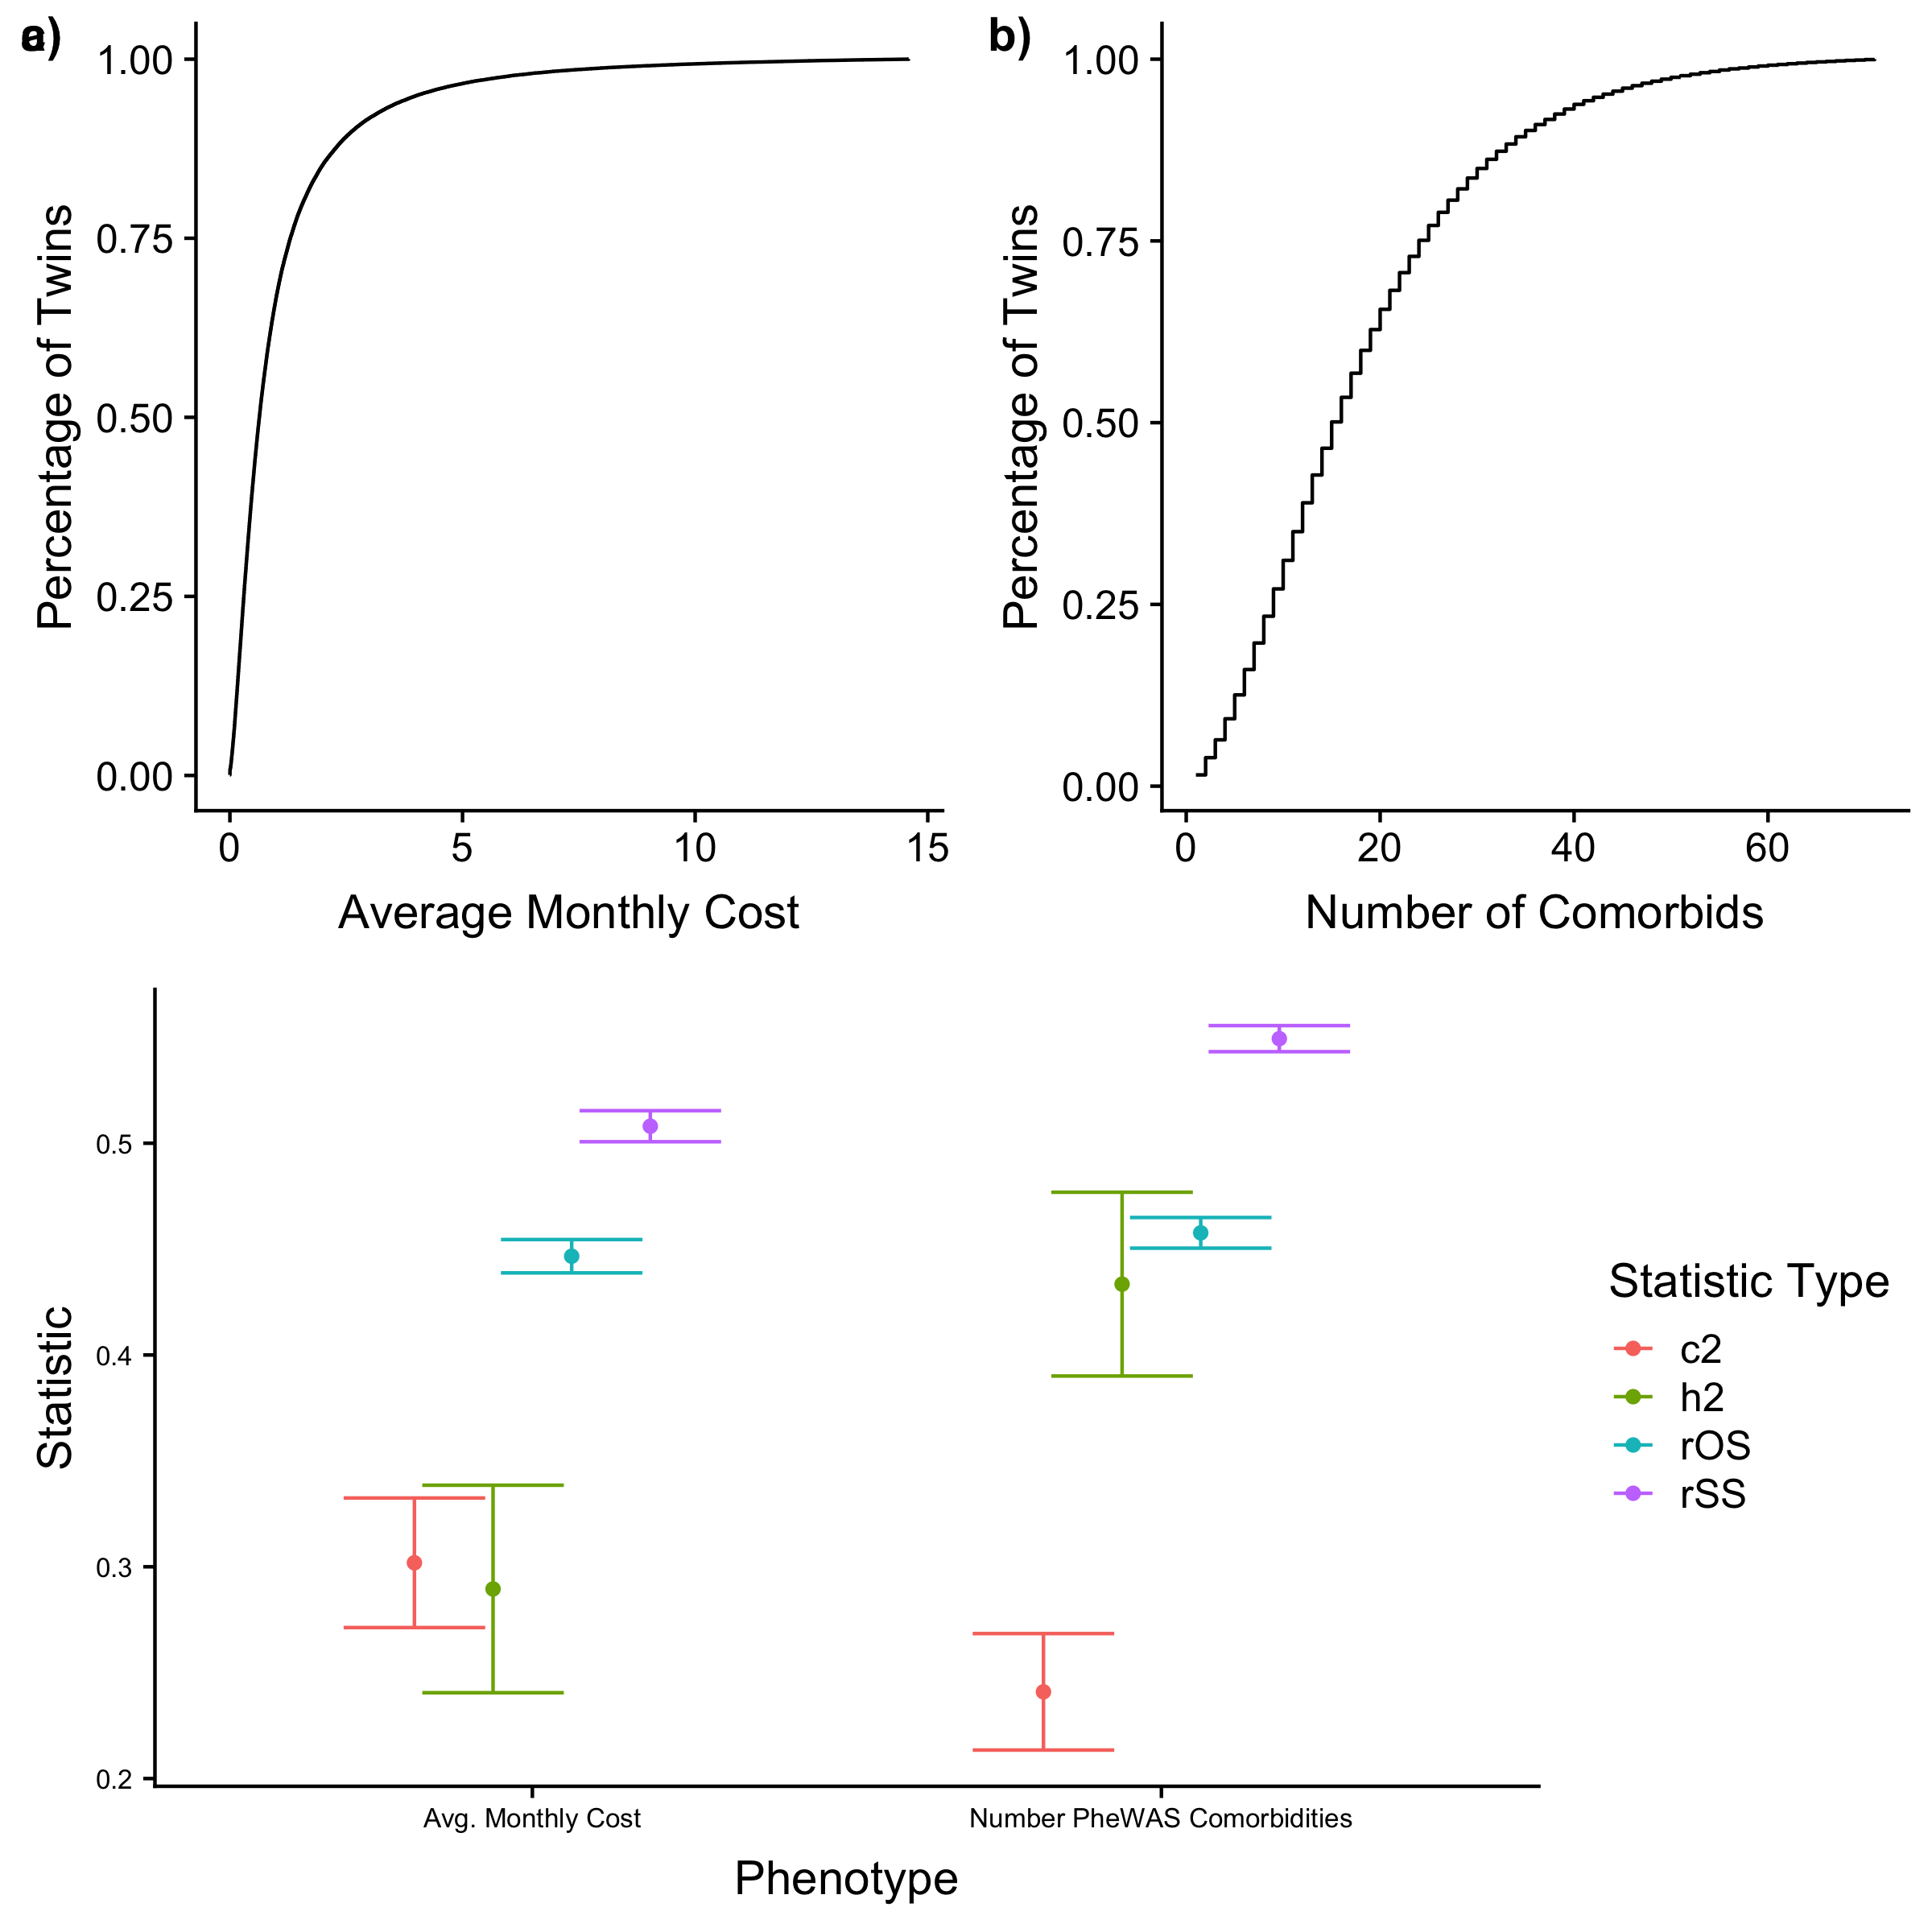 a)
1.00
0.75
0.50
0.25
0.00
Percentage of Twins
0
5
10
15
Average Monthly Cost
b)
1.00
0.75
0.50
0.25
0.00
Percentage of Twins
0
20
40
60
Number of Comorbids
0.5
0.4
0.3
0.2
Statistic
Avg. Monthly Cost
Number PheWAS Comorbidities
Phenotype
Statistic Type
c2
h2
rOS
rSS